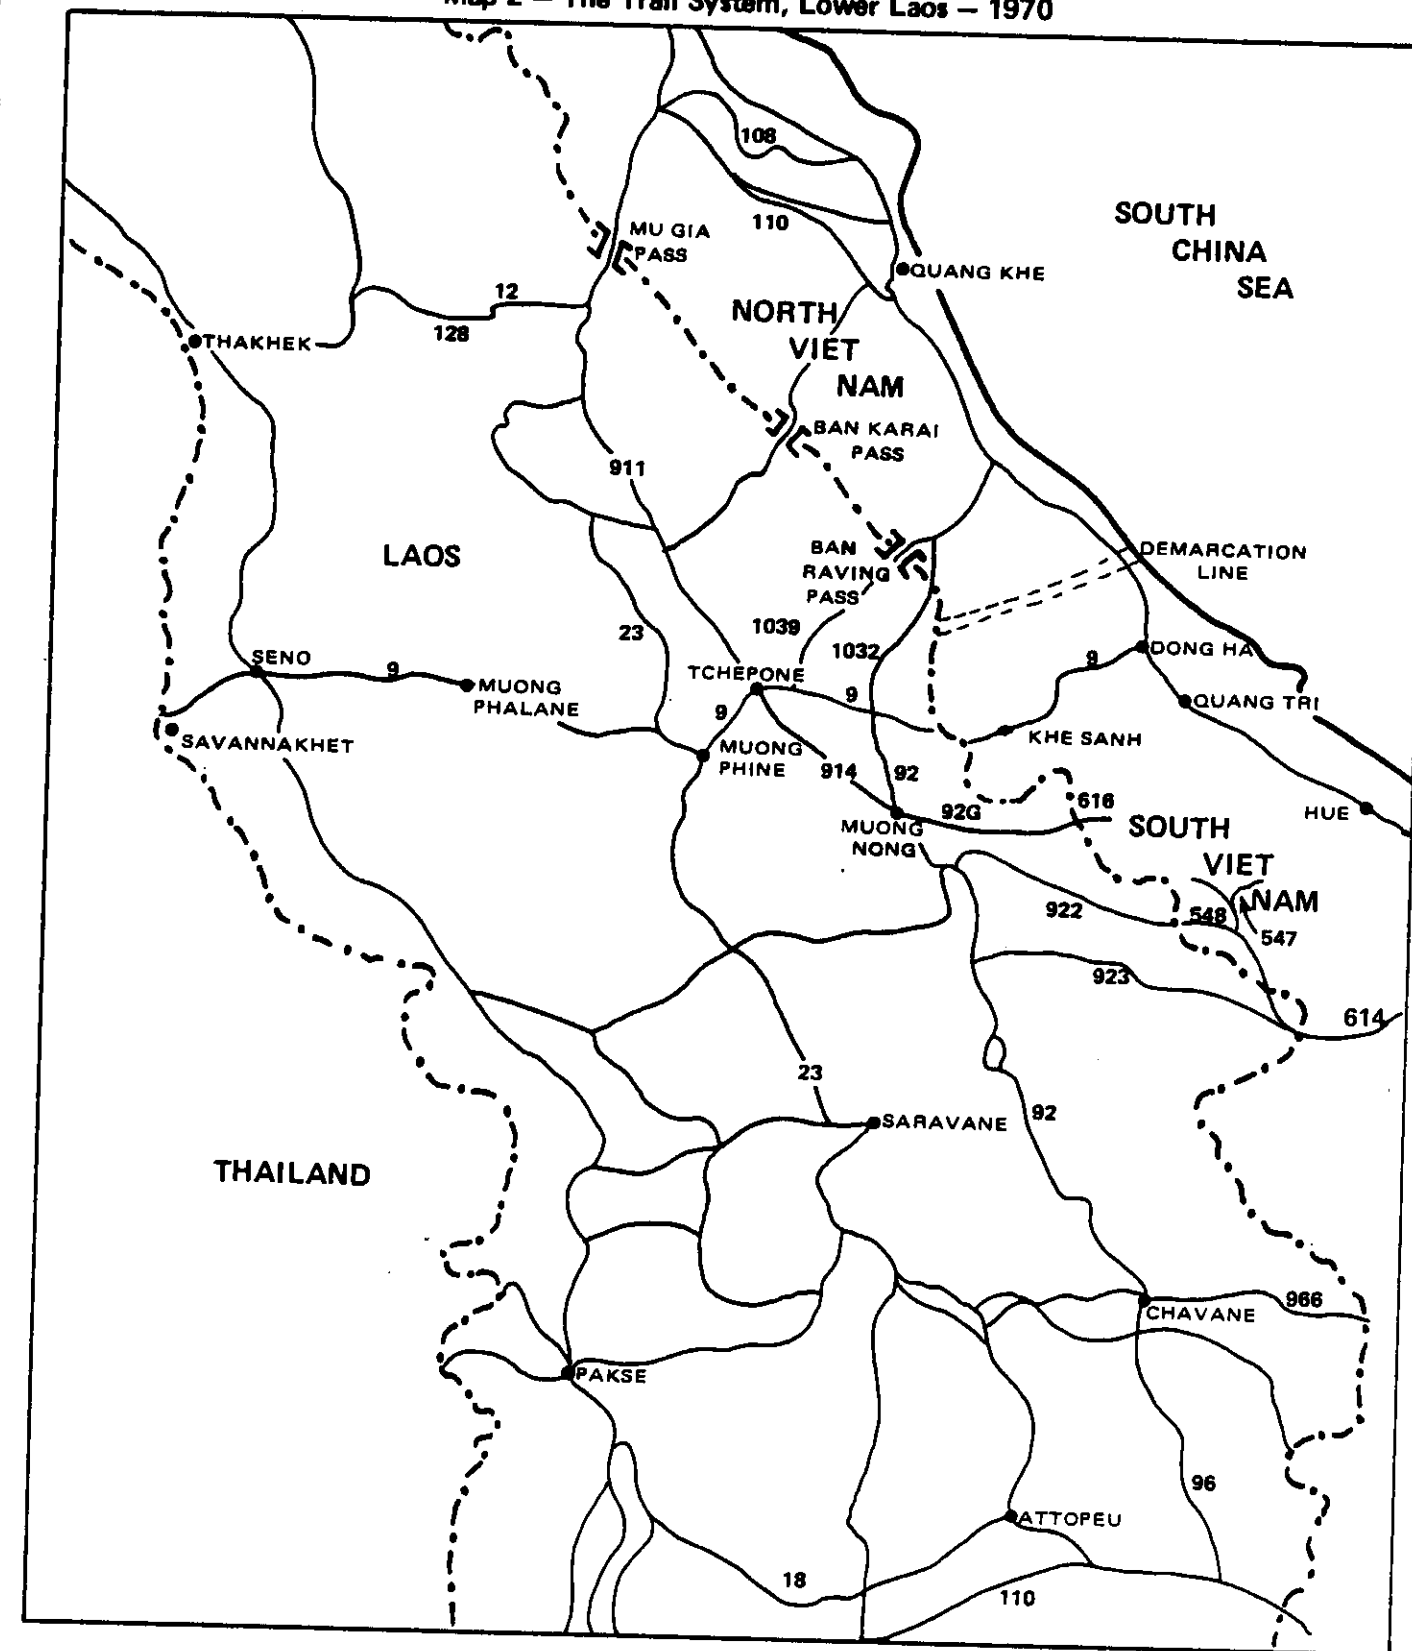 Map 2 — The Trail System, Lower Laos — 1970
108
SOUTH
CHINA
SEA
110
MU GIA
PASS
QUANG KHE
12
NORTH
VIET
NAM
128
THAKHEK
BAN KARAI
PASS
911
LAOS
BAN
RAVING
PASS
DEMARCATION
LINE
23
1039
1032
9
DONG HA
SENO
9
TCHEPONE
MUONG
PHALANE
9
QUANG TRI
9
SAVANNAKHET
KHE SANH
MUONG
PHINE
914
92
92G
616
HUE
MUONG
NONG
SOUTH
VIET
NAM
922
548
547
923
614
23
92
SARAVANE
THAILAND
966
CHAVANE
PAKSE
96
ATTOPEU
18
110